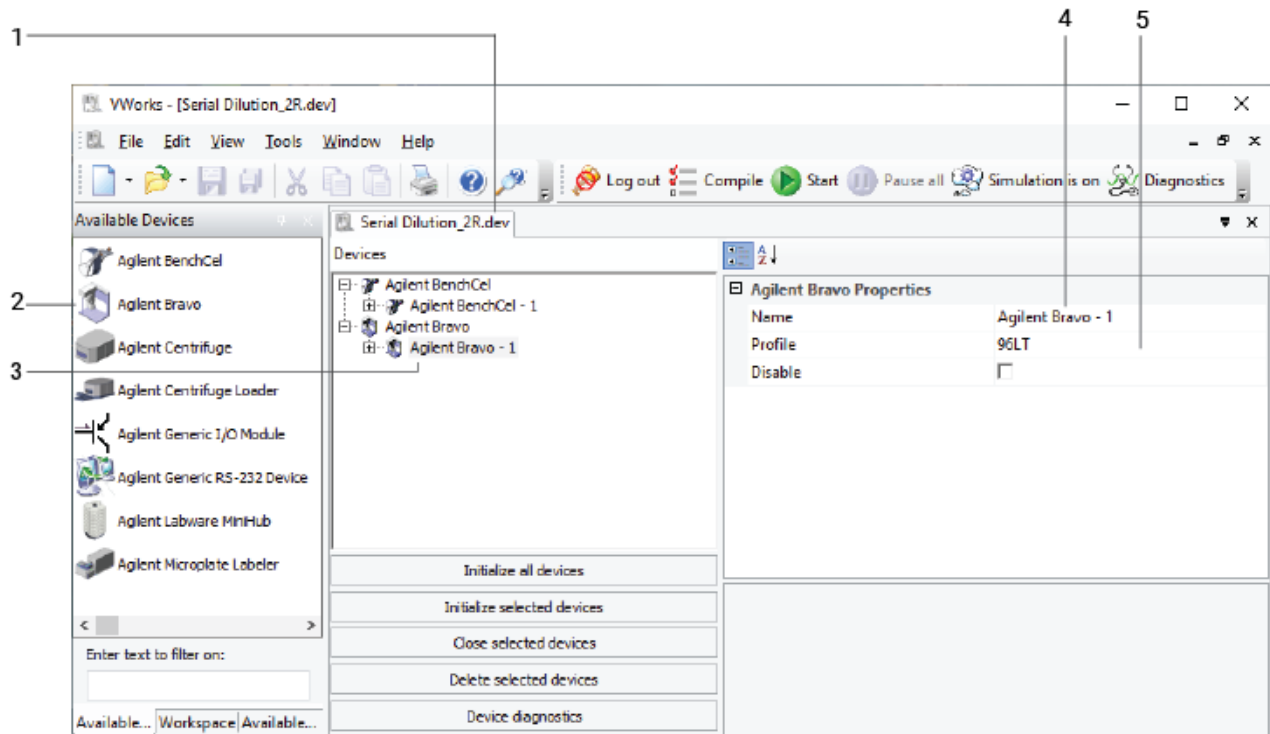 4 5
1
VWorks - [Serial Dilution_2R.dev]
File Edit View Tools Window Help
Log out Compile Start Pause all Simulation is on Diagnostics
Available Devices
Serial Dilution_2R.dev
Agilent BenchCel
2 Agilent Bravo
Agilent Centrifuge
3
Agilent Centrifuge Loader
Agilent Generic I/O Module
Agilent Generic RS-232 Device
Agilent Labware MiniHub
Agilent Microplate Labeler
Enter text to filter on:
Available... Workspace Available...
Devices
Agilent BenchCel
Agilent BenchCel - 1
Agilent Bravo
Agilent Bravo - 1
Initialize all devices
Initialize selected devices
Close selected devices
Delete selected devices
Device diagnostics
A
Z
Agilent Bravo Properties
Name Agilent Bravo - 1
Profile 96LT
Disable